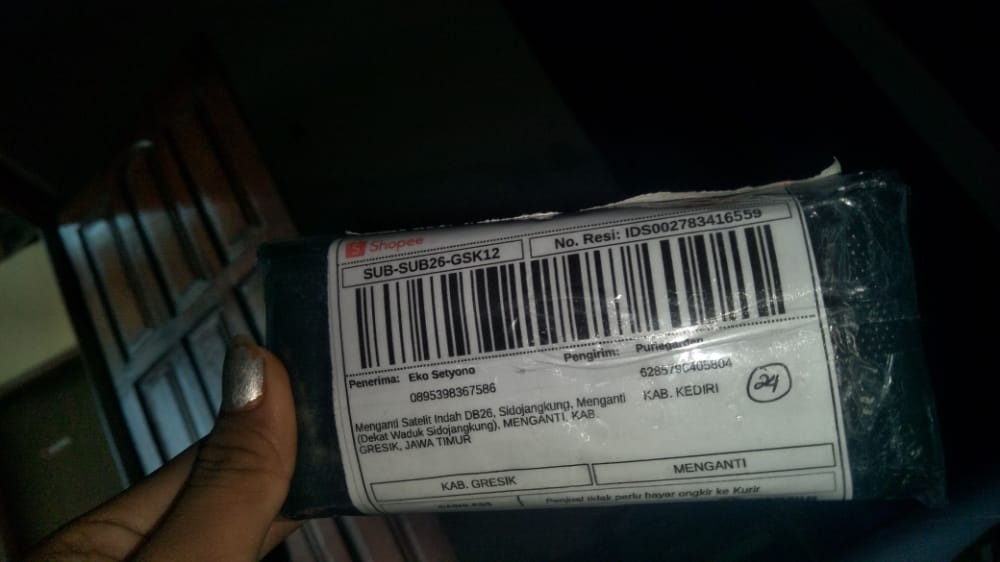 Shopee
SUB-SUB26-GSK12
No. Resi: IDS002783416559
Penerima: Eko Setyono
0895398367586
Menganti Satelit Indah DB26, Sidojangkung, Menganti
(Dekat Waduk Sidojangkung), MENGANTI, KAB.
GRESIK, JAWA TIMUR
Pengirim:
KAB. KEDIRI
24
KAB. GRESIK
MENGANTI
Penjual tidak perlu bayar ongkir ke Kurir